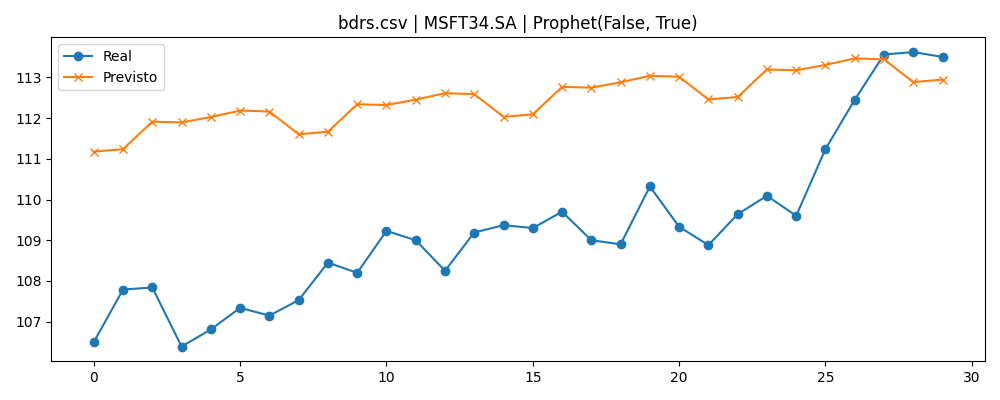 bdrs.csv | MSFT34.SA | Prophet(False, True)
Real
Previsto
113
112
111
110
109
108
107
0 5 10 15 20 25 30